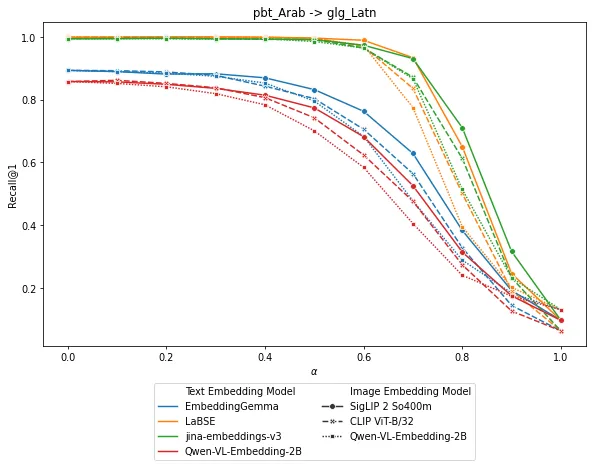 pbt_Arab -> glg_Latn
Recall@1
1.0
0.8
0.6
0.4
0.2
0.0 0.2 0.4 0.6 0.8 1.0
α
Text Embedding Model
EmbeddingGemma
LaBSE
jina-embeddings-v3
Qwen-VL-Embedding-2B
Image Embedding Model
SigLIP 2 So400m
CLIP ViT-B/32
Qwen-VL-Embedding-2B